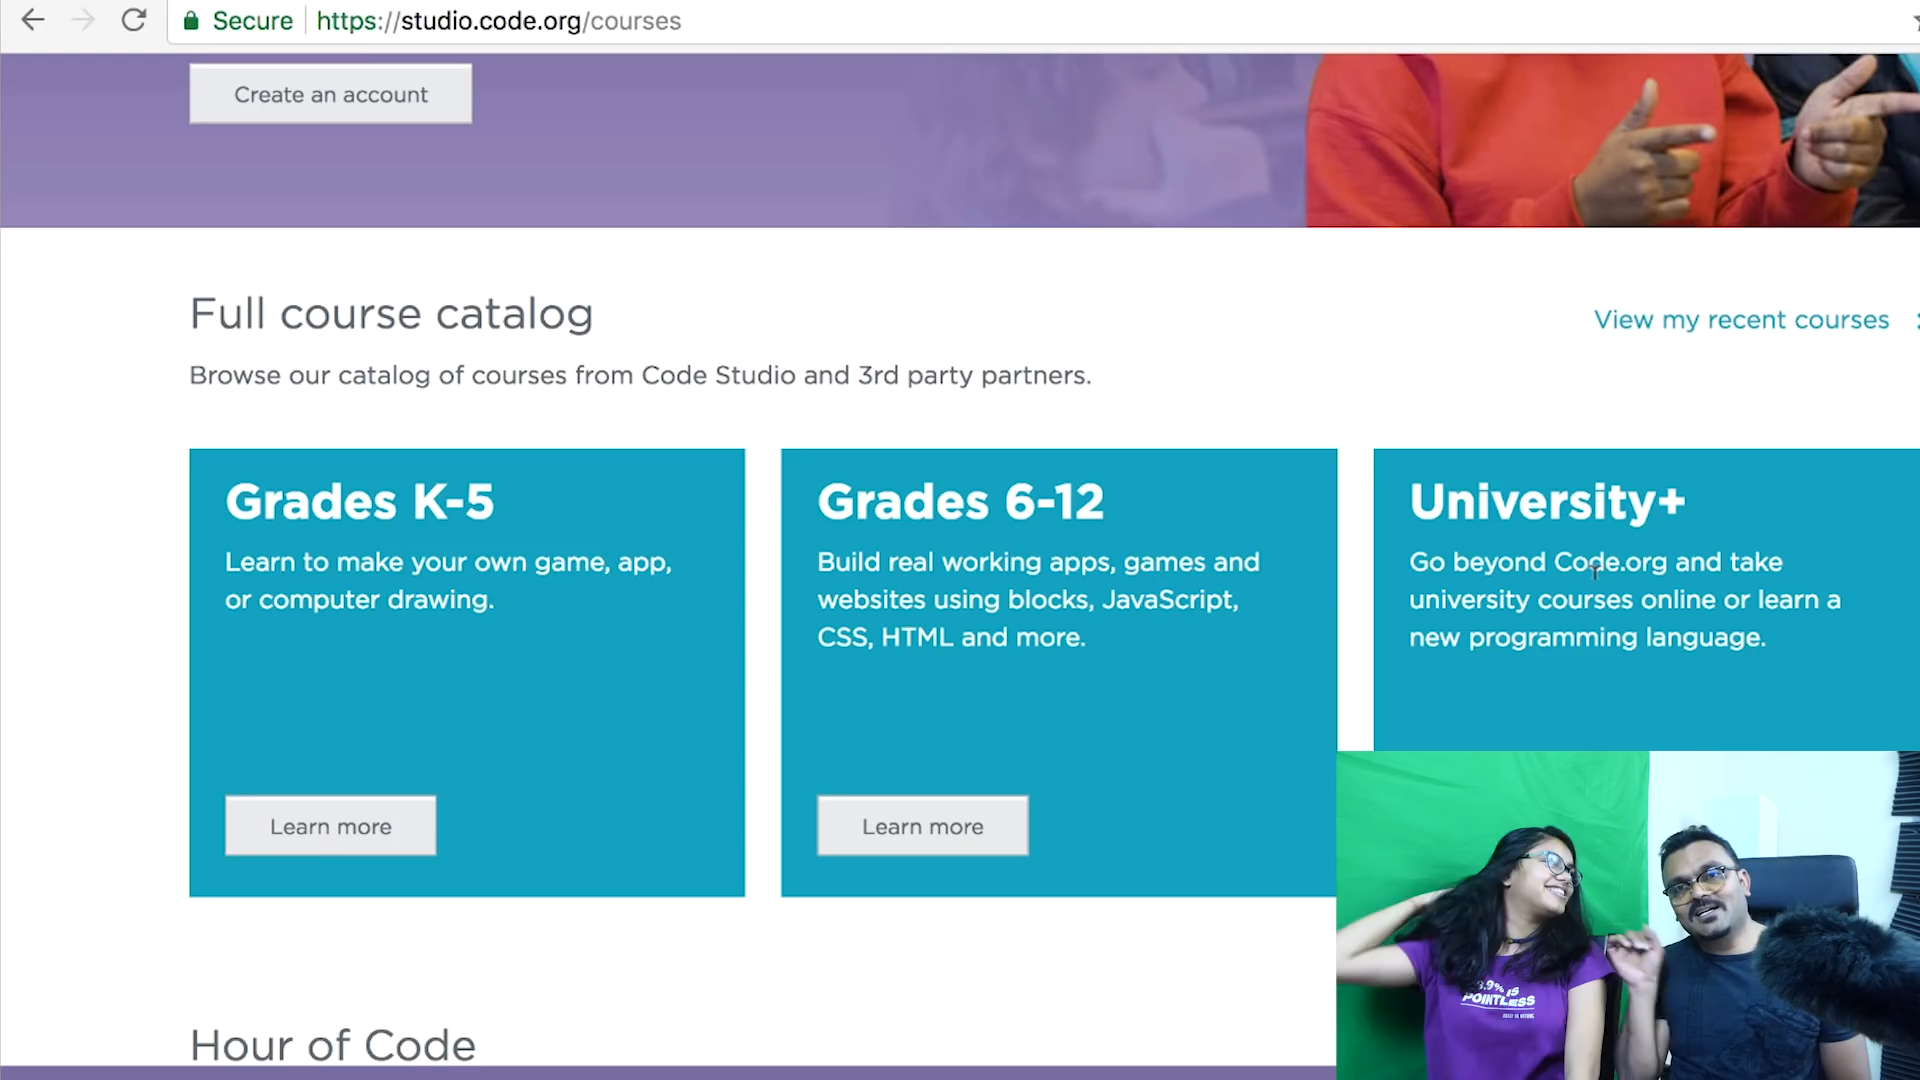 Secure https://studio.code.org/courses
Create an account
Full course catalog
View my recent courses
Browse our catalog of courses from Code Studio and 3rd party partners.
Grades K-5
Learn to make your own game, app,
or computer drawing.
Learn more
Grades 6-12
Build real working apps, games and
websites using blocks, JavaScript,
CSS, HTML and more.
Learn more
University+
Go beyond Code.org and take
university courses online or learn a
new programming language.
Hour of Code
.9% IS
POINTLESS